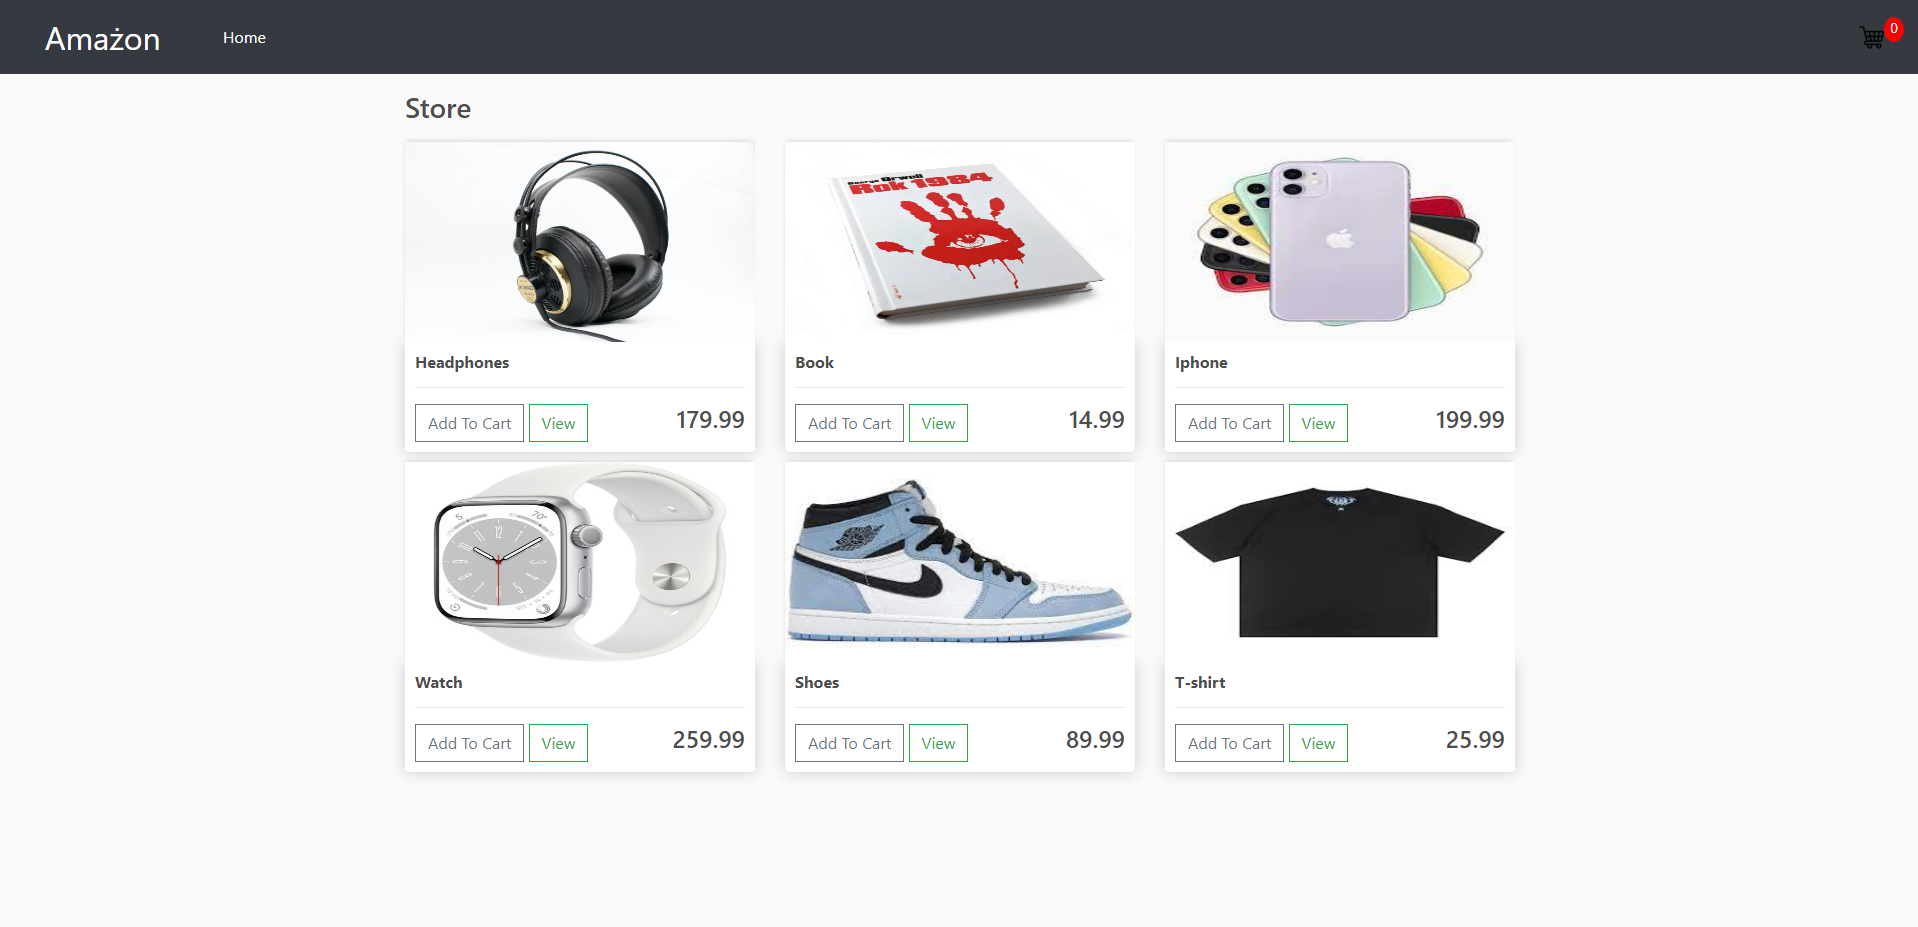 Amażon
Home
0
Store
George Orwell
Rok 1984
Headphones
Book
Iphone
Add To Cart
View
179.99
Add To Cart
View
14.99
Add To Cart
View
199.99
Watch
Shoes
T-shirt
Add To Cart
View
259.99
Add To Cart
View
89.99
Add To Cart
View
25.99